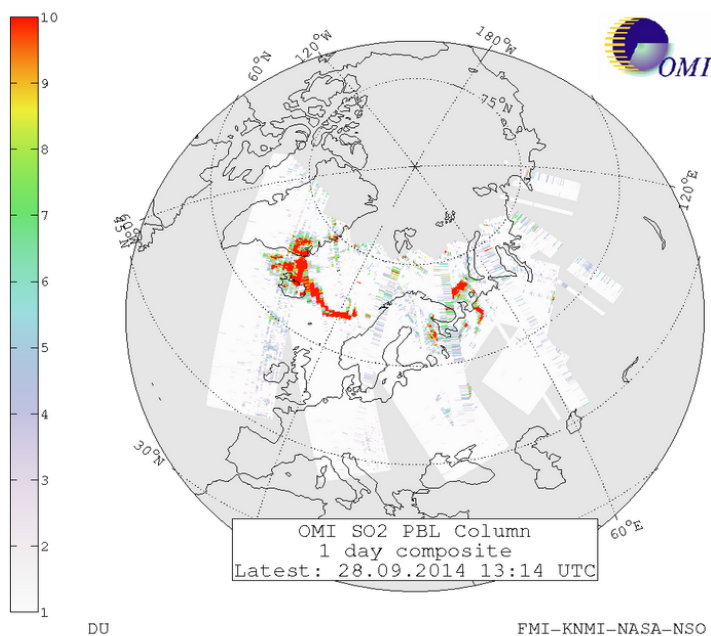 10
9
8
7
6
5
4
3
2
1
OMI
60°N
120°W
180°W
75°N
120°E
45°N
30°N
60°E
OMI SO2 PBL Column
1 day composite
Latest: 28.09.2014 13:14 UTC
DU
FMI-KNMI-NASA-NSO